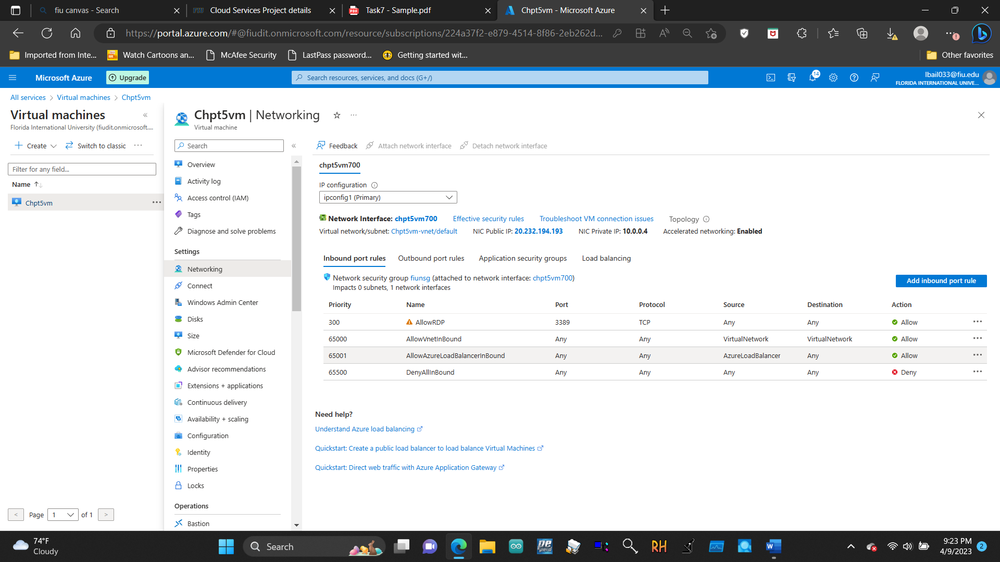 fiu canvas - Search
FIU Cloud Services Project details
PDF Task7 - Sample.pdf
Chpt5vm - Microsoft Azure
https://portal.azure.com/#@fiudit.onmicrosoft.com/resource/subscriptions/224a37f2-e879-4514-8f86-2eb262d...
Imported from Inte...
Watch Cartoons an...
McAfee Security
LastPass password...
Getting started wit...
Other favorites
Microsoft Azure
Upgrade
Search resources, services, and docs (G+/)
14
lbail033@fiu.edu
FLORIDA INTERNATIONAL UNIVE...
All services > Virtual machines > Chpt5vm
Virtual machines
Florida International University (fiudit.onmicrosoft....
Create
Switch to classic
Filter for any field...
Name
Chpt5vm
< Page 1 of 1 >
Chpt5vm | Networking
Virtual machine
Search
Overview
Activity log
Access control (IAM)
Tags
Diagnose and solve problems
Settings
Networking
Connect
Windows Admin Center
Disks
Size
Microsoft Defender for Cloud
Advisor recommendations
Extensions + applications
Continuous delivery
Availability + scaling
Configuration
Identity
Properties
Locks
Operations
Bastion
Feedback
Attach network interface
Detach network interface
chpt5vm700
IP configuration
ipconfig1 (Primary)
Network Interface: chpt5vm700 Effective security rules Troubleshoot VM connection issues Topology
Virtual network/subnet: Chpt5vm-vnet/default NIC Public IP: 20.232.194.193 NIC Private IP: 10.0.0.4 Accelerated networking: Enabled
Inbound port rules Outbound port rules Application security groups Load balancing
Network security group fiunsg (attached to network interface: chpt5vm700)
Impacts 0 subnets, 1 network interfaces
Add inbound port rule
Priority Name Port Protocol Source Destination Action
300 AllowRDP 3389 TCP Any Any Allow
65000 AllowVnetInBound Any Any VirtualNetwork VirtualNetwork Allow
65001 AllowAzureLoadBalancerInBound Any Any AzureLoadBalancer Any Allow
65500 DenyAllInBound Any Any Any Any Deny
Need help?
Understand Azure load balancing
Quickstart: Create a public load balancer to load balance Virtual Machines
Quickstart: Direct web traffic with Azure Application Gateway
74°F
Cloudy
Search
RH
9:23 PM
4/9/2023
2